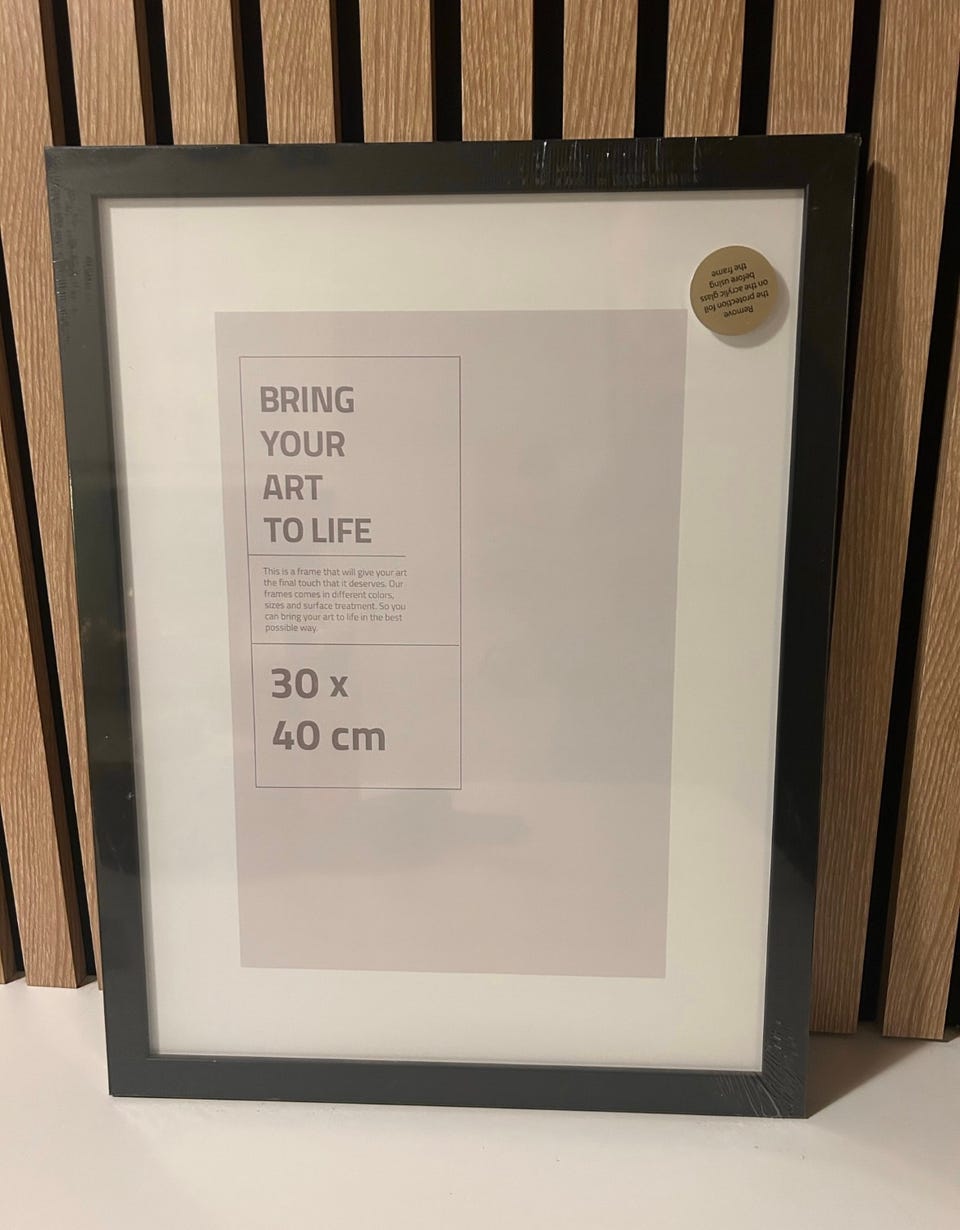 BRING
YOUR
ART
TO LIFE
This is a frame that will give your art
the final touch that it deserves. Our
frames comes in different colors,
sizes and surface treatment. So you
can bring your art to life in the best
possible way.
30 x
40 cm
Remove
the protection foil
on the acrylic glass
before using
the frame